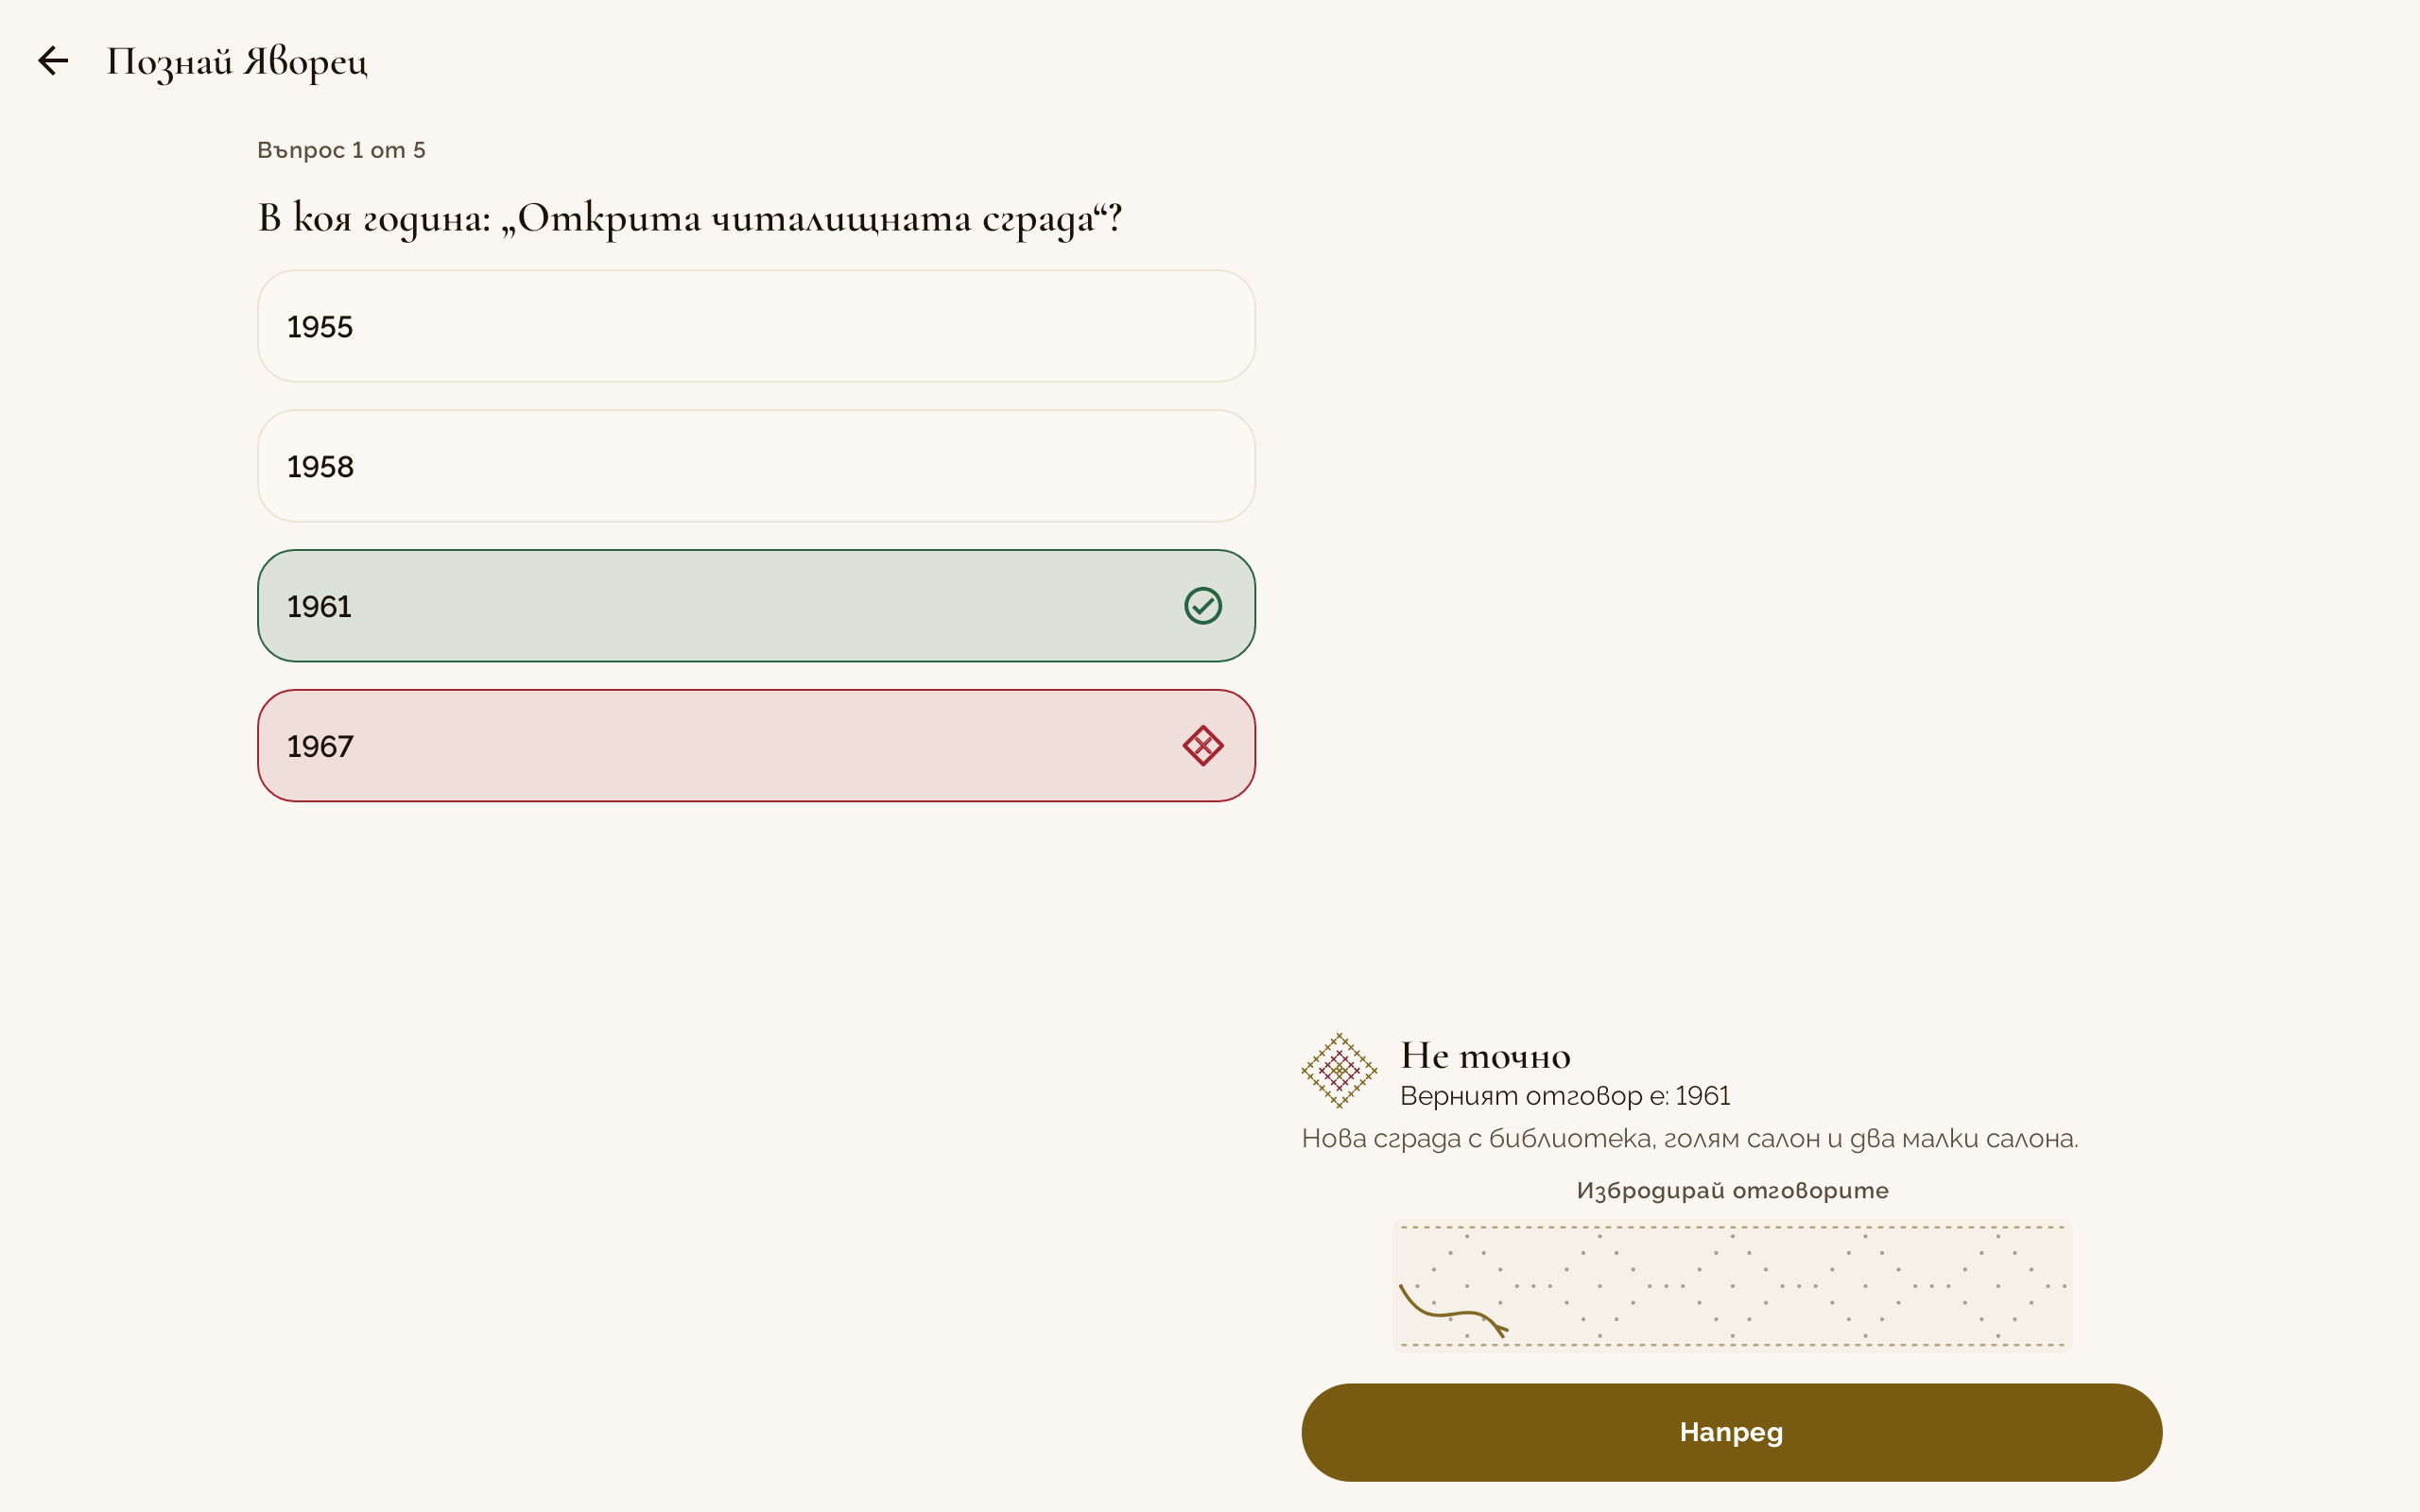 Познай Яворец
Въпрос 1 от 5
В коя година: „Открита читалищната сграда“?
1955
1958
1961
1967
Не точно
Верният отговор е: 1961
Нова сграда с библиотека, голям салон и два малки салона.
Избродирай отговорите
Напред